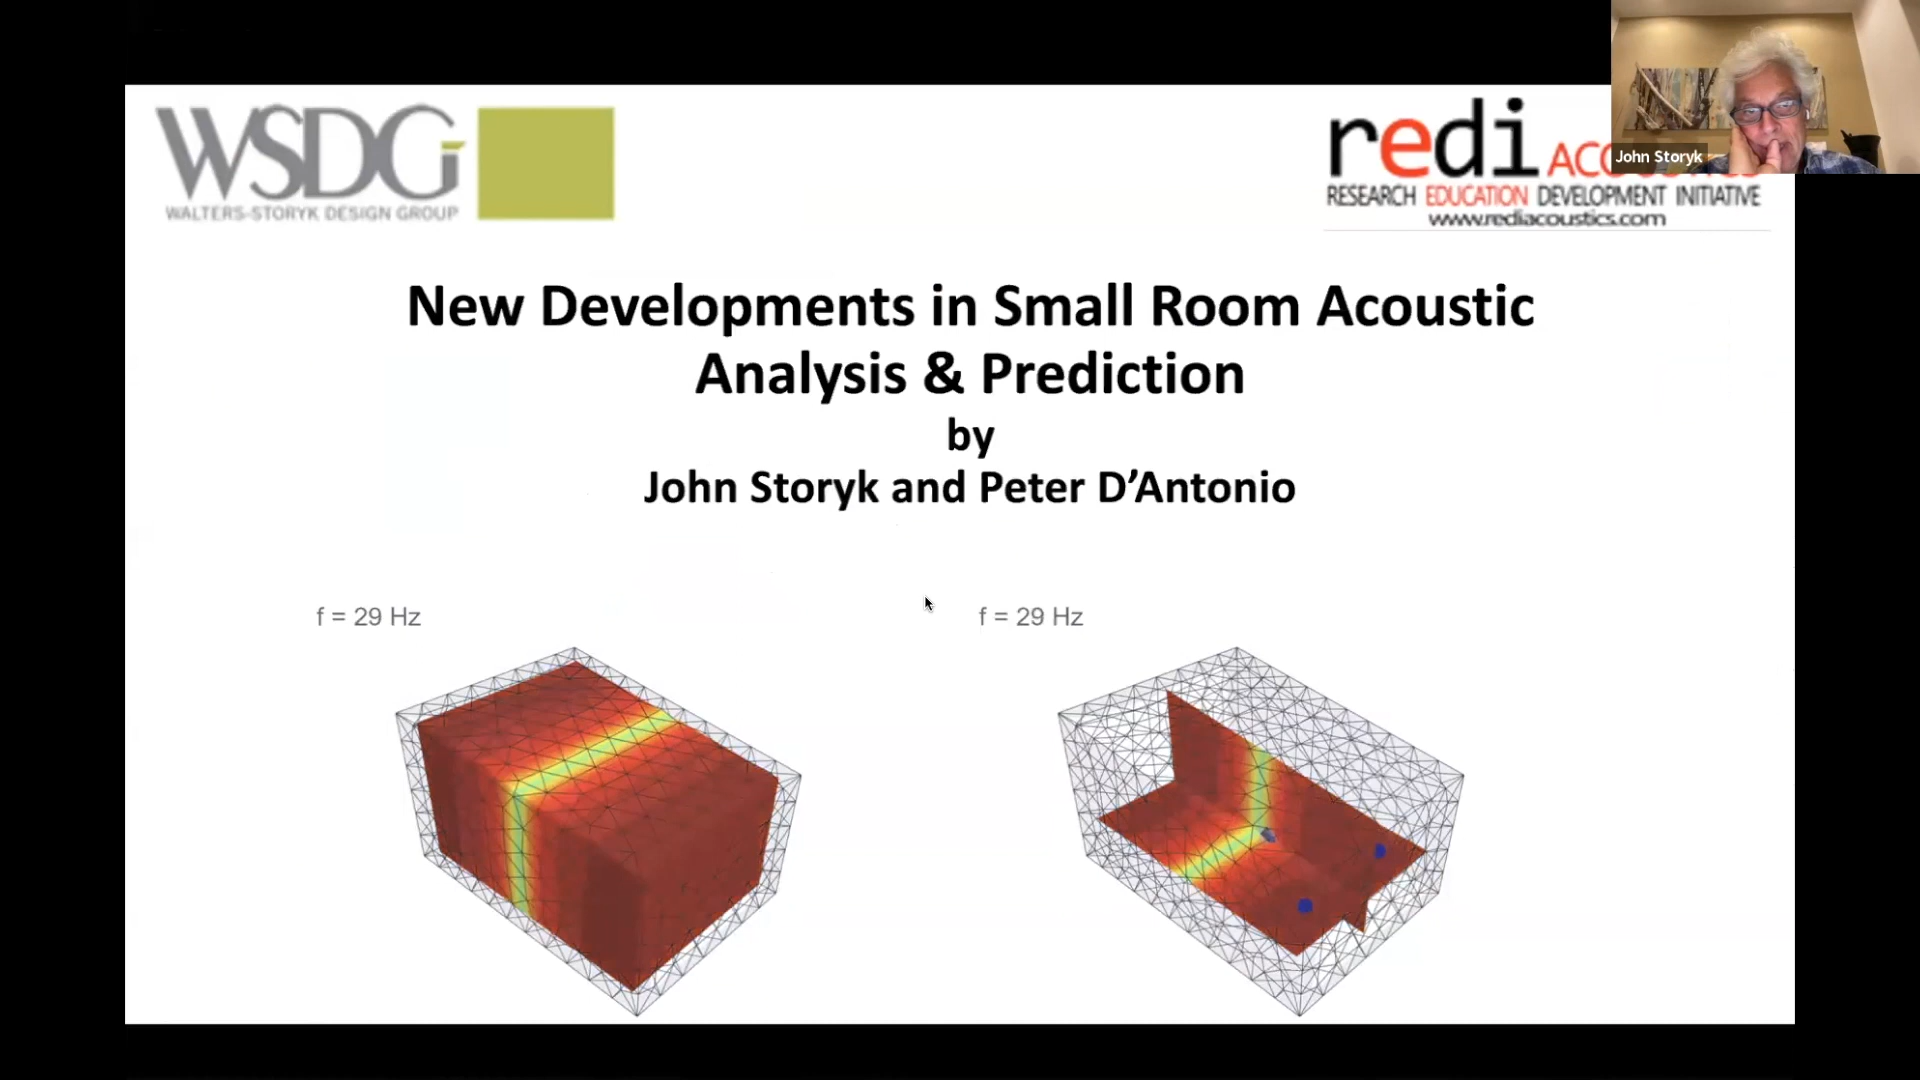 WSDG
WALTERS-STORYK DESIGN GROUP
redi
RESEARCH EDUCATION DEVELOPMENT INITIATIVE
www.rediacoustics.com
John Storyk
New Developments in Small Room Acoustic
Analysis & Prediction
by
John Storyk and Peter D’Antonio
f = 29 Hz
f = 29 Hz